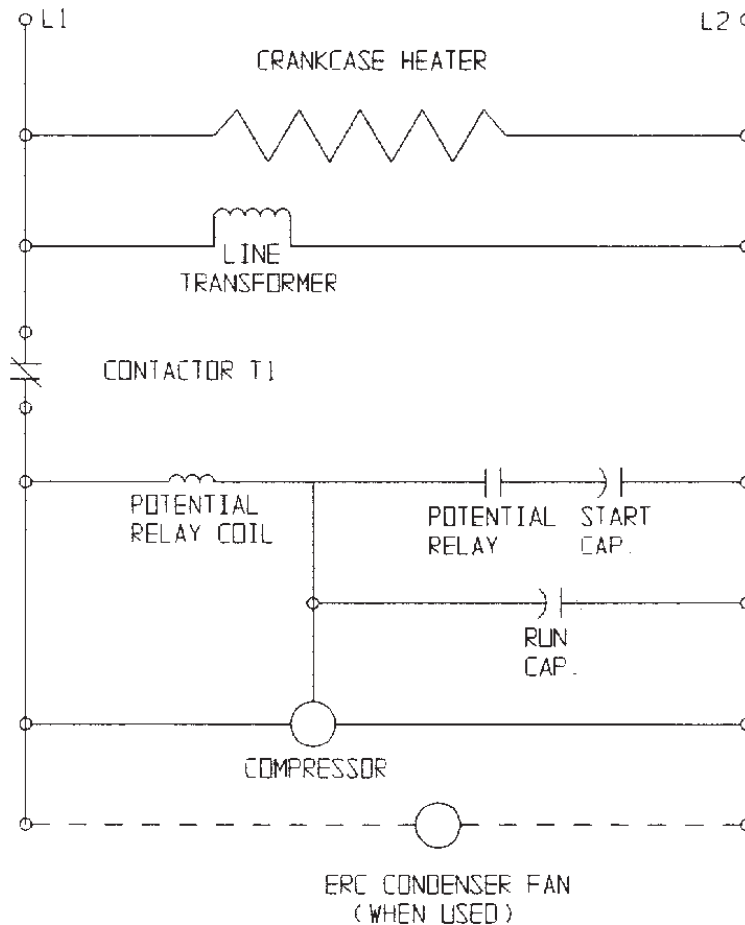 L1
L2
CRANKCASE HEATER
LINE
TRANSFORMER
CONTACTOR T1
POTENTIAL
RELAY COIL
POTENTIAL
RELAY
START
CAP.
RUN
CAP.
COMPRESSOR
ERC CONDENSER FAN
(WHEN USED)